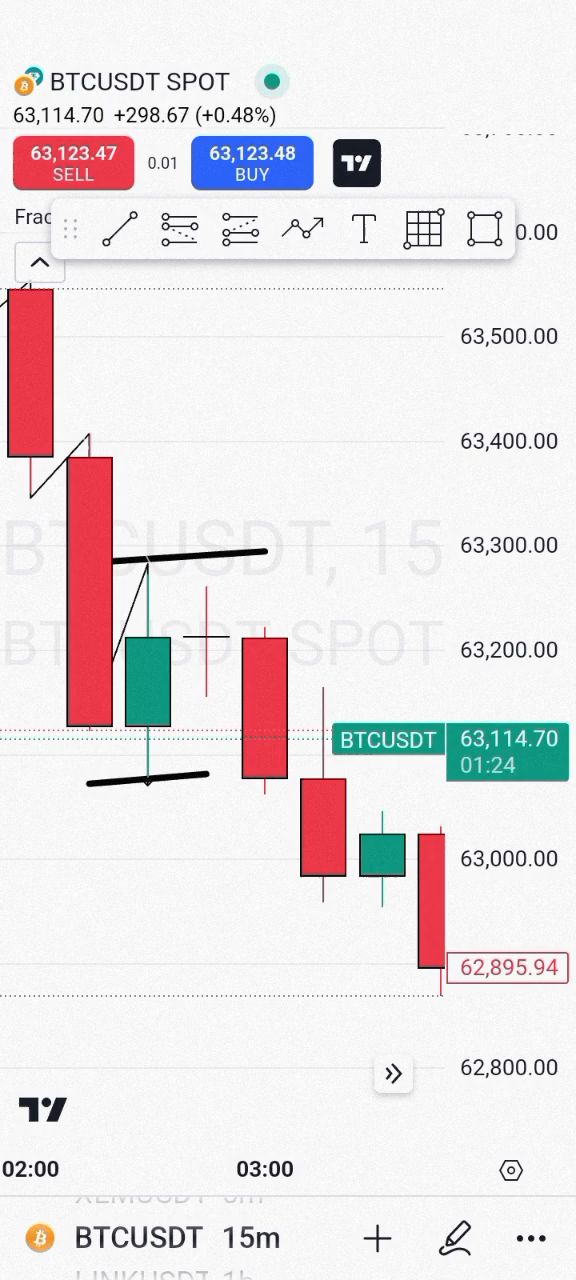 BTCUSDT SPOT
63,114.70 +298.67 (+0.48%)
63,123.47
SELL
0.01
63,123.48
BUY
Frac
0.00
63,500.00
63,400.00
BTCUSDT, 15
63,300.00
BTCUSDT SPOT
63,200.00
BTCUSDT
63,114.70
01:24
63,000.00
62,895.94
62,800.00
02:00
03:00
BTCUSDT 15m